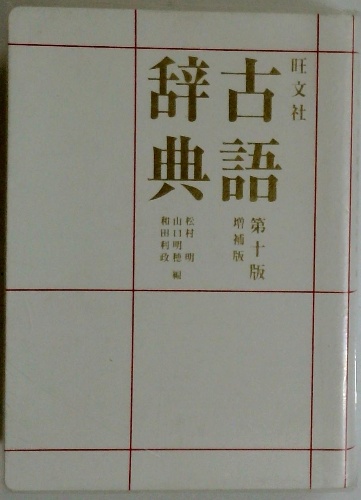 旺文社
古語
辞典
第十版
増補版
松村 明
山口明穂 編
和田利政